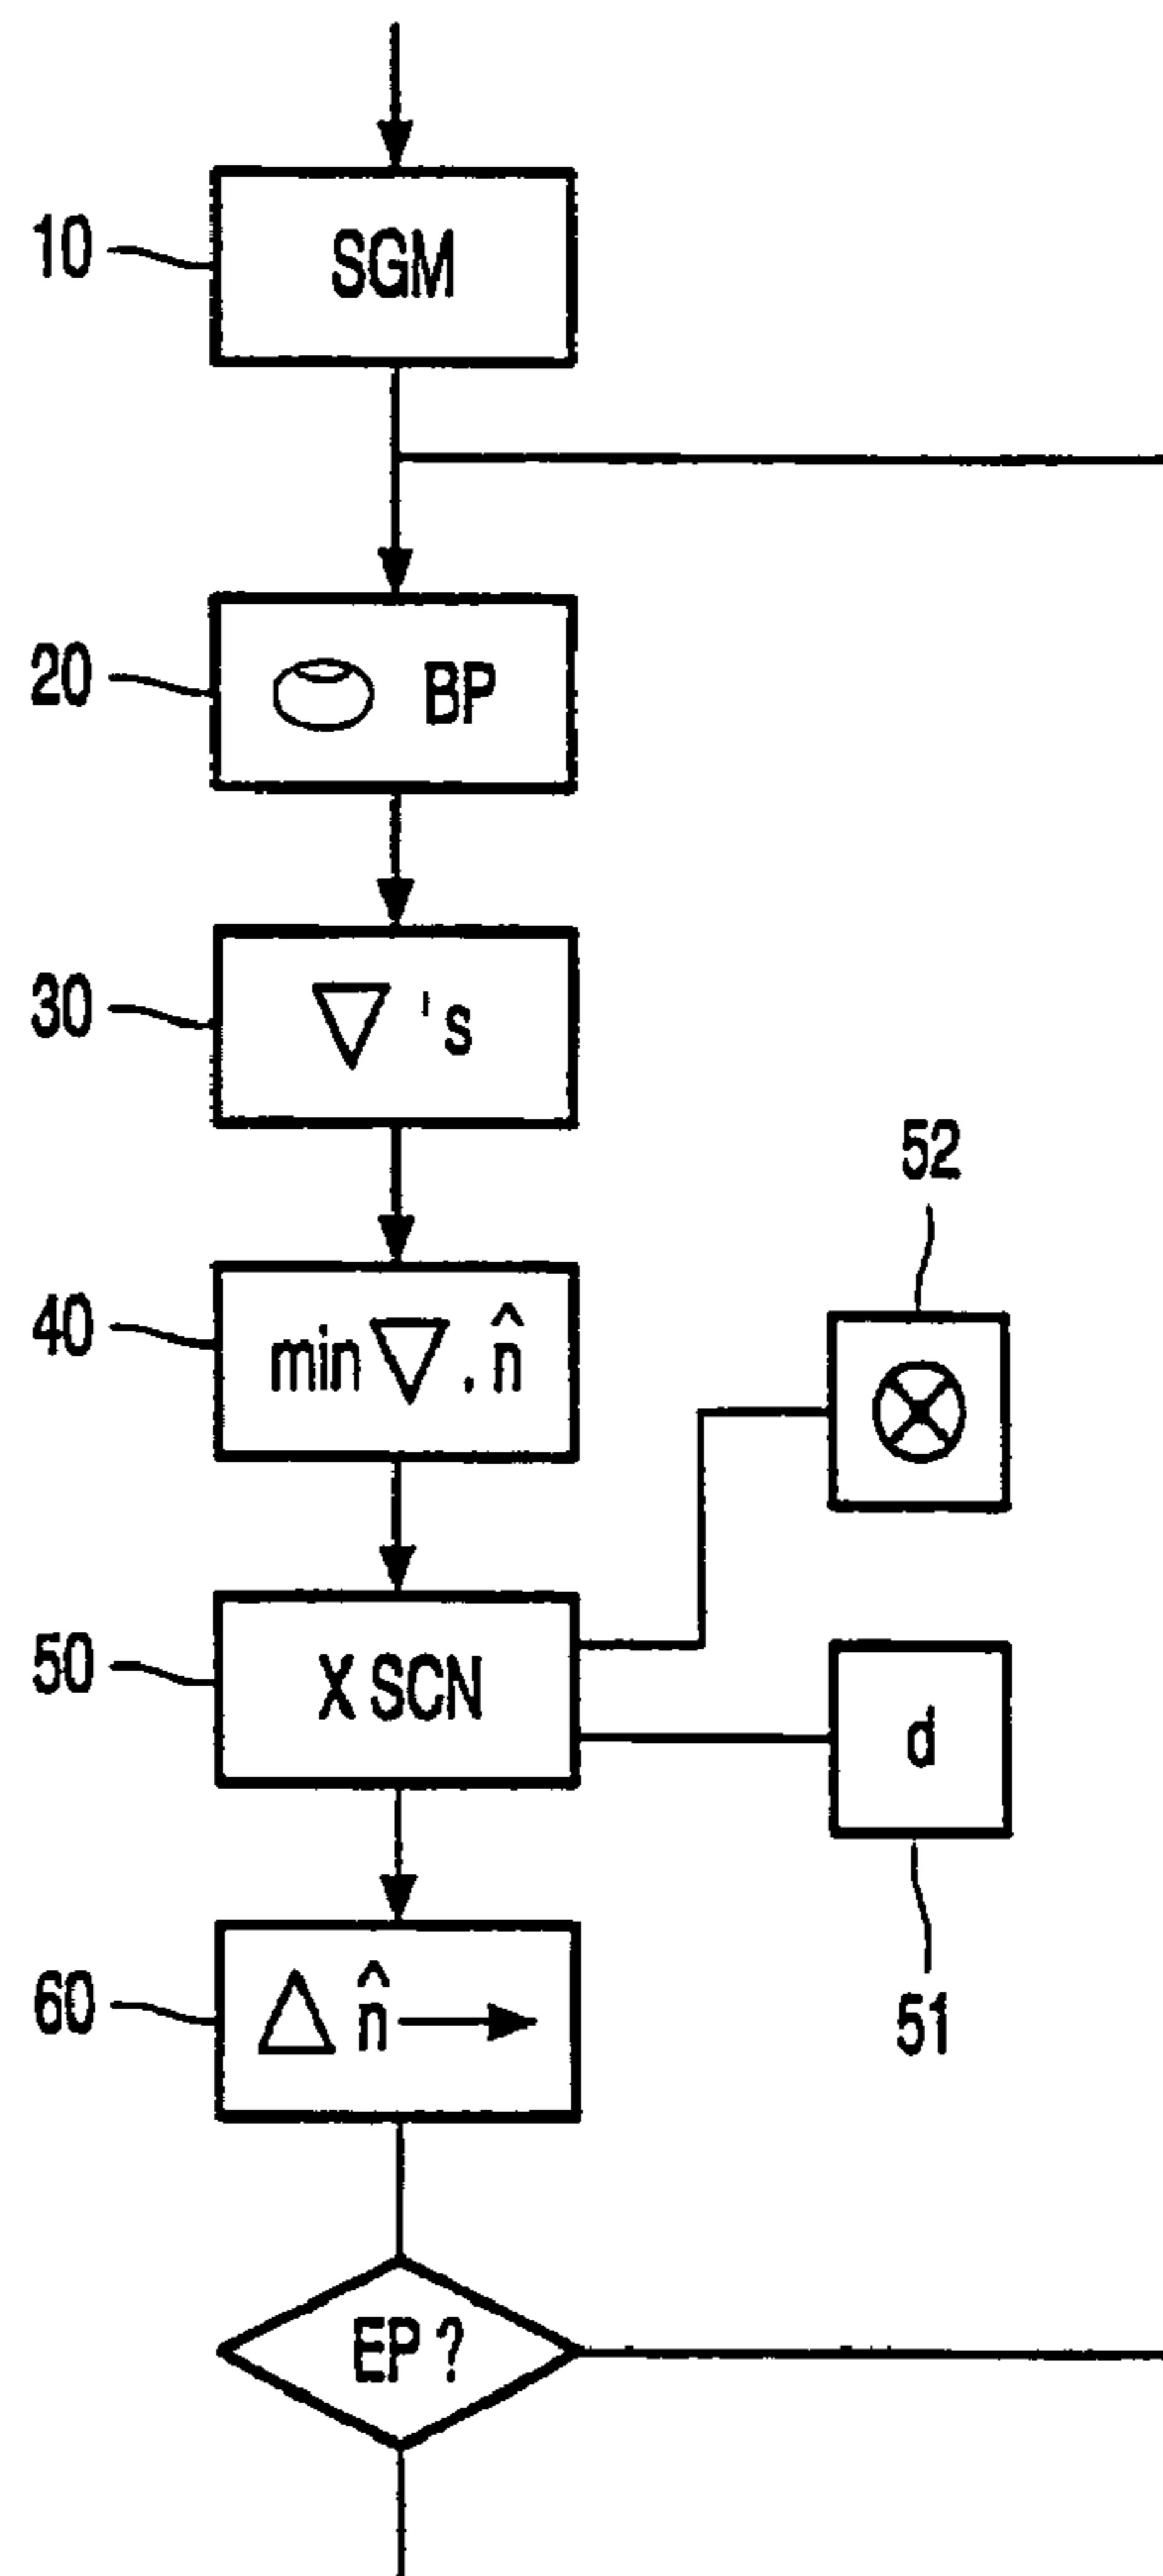 10
SGM
20
BP
30
▽ 's
52
40
min ▽ . n̂
50
X SCN
d
60
△ n̂ →
51
EP ?